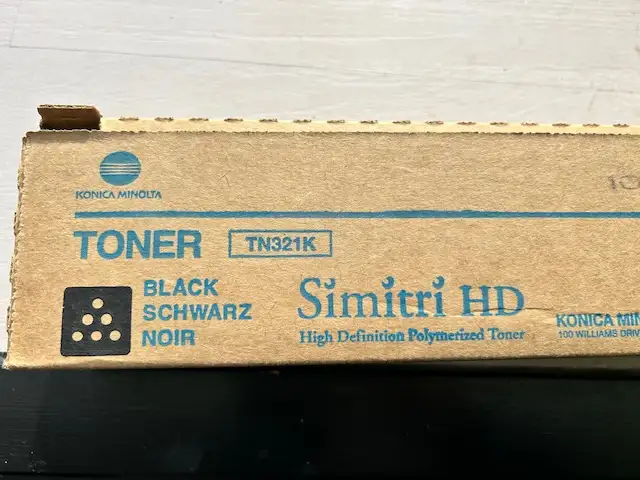 KONICA MINOLTA
TONER TN321K
BLACK
SCHWARZ
NOIR
Simitri HD
High Definition Polymerized Toner
KONICA MIN
100 WILLIAMS DRIV